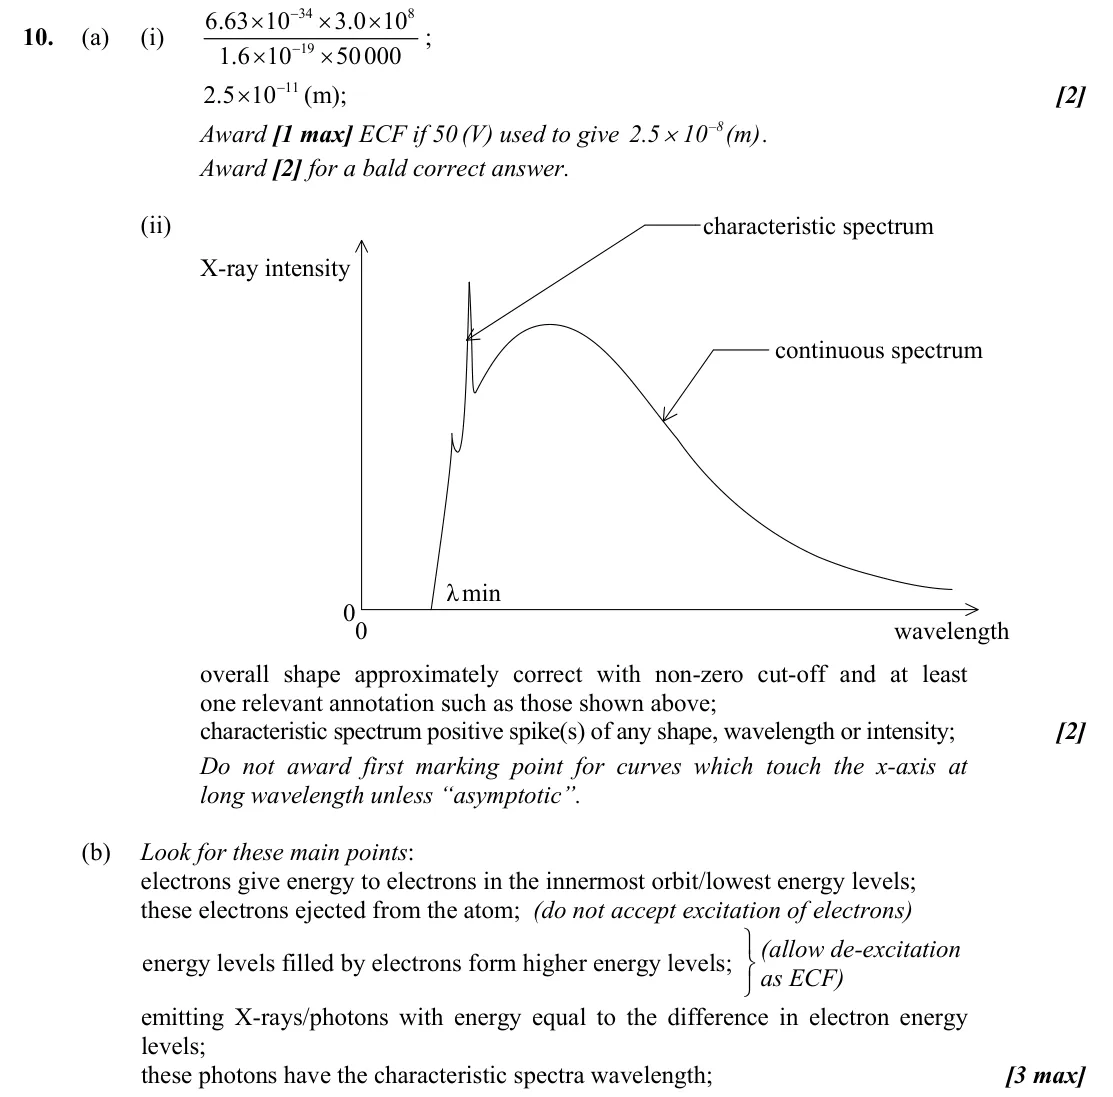 10. (a) (i) 6.63×10⁻³⁴ ×3.0×10⁸ / 1.6×10⁻¹⁹ ×50 000 ;
2.5×10⁻¹¹ (m); [2]
Award [1 max] ECF if 50 (V) used to give 2.5 × 10⁻⁸ (m).
Award [2] for a bald correct answer.
(ii)
characteristic spectrum
X-ray intensity
continuous spectrum
λ min
0
0
wavelength
overall shape approximately correct with non-zero cut-off and at least
one relevant annotation such as those shown above;
characteristic spectrum positive spike(s) of any shape, wavelength or intensity; [2]
Do not award first marking point for curves which touch the x-axis at
long wavelength unless “asymptotic”.
(b) Look for these main points:
electrons give energy to electrons in the innermost orbit/lowest energy levels;
these electrons ejected from the atom; (do not accept excitation of electrons)
energy levels filled by electrons form higher energy levels; } (allow de-excitation
as ECF)
emitting X-rays/photons with energy equal to the difference in electron energy
levels;
these photons have the characteristic spectra wavelength; [3 max]